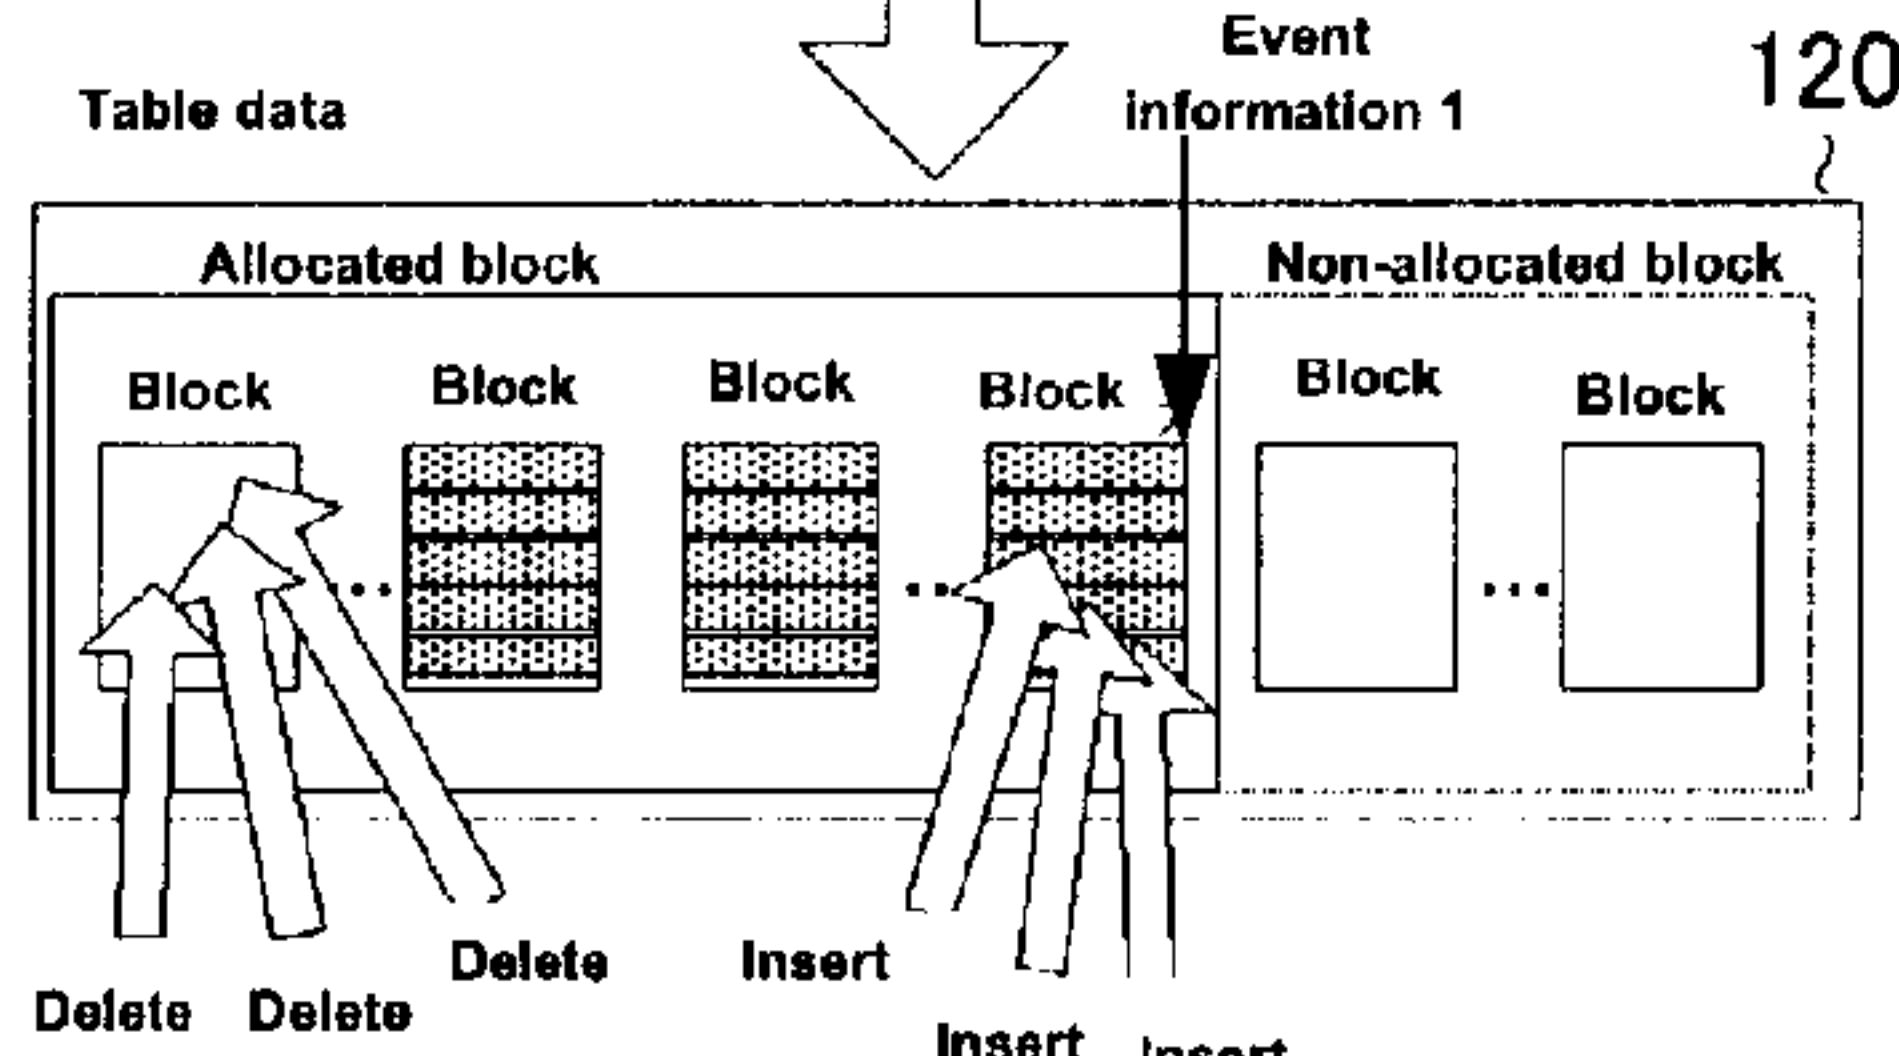 Event
information 1
120
Table data
Allocated block
Non-allocated block
Block
Block
Block
Block
Block
Block
Delete
Insert
Delete
Delete
Insert
Insert